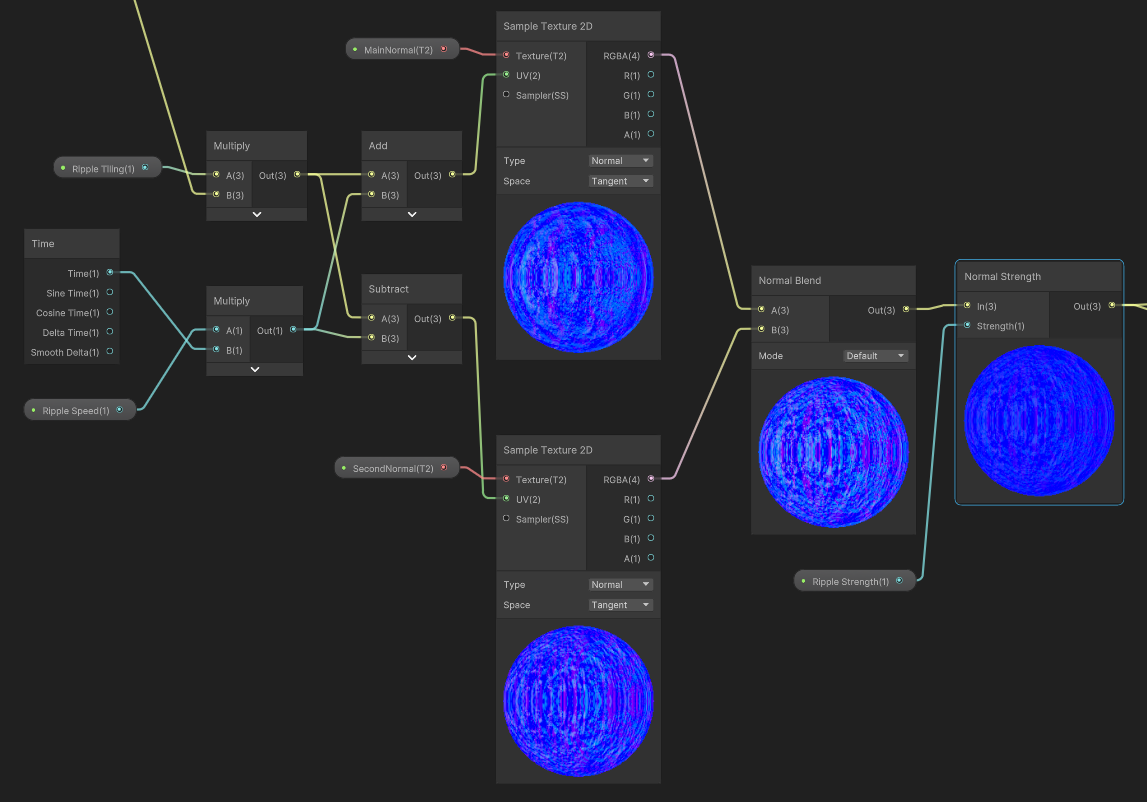 Sample Texture 2D
MainNormal(T2)
Texture(T2)
RGBA(4)
UV(2)
R(1)
Sampler(SS)
G(1)
B(1)
A(1)
Type
Normal
Space
Tangent
Multiply
Ripple Tiling(1)
A(3)
Out(3)
B(3)
Add
A(3)
Out(3)
B(3)
Time
Time(1)
Sine Time(1)
Cosine Time(1)
Delta Time(1)
Smooth Delta(1)
Multiply
A(1)
Out(1)
B(1)
Ripple Speed(1)
Subtract
A(3)
Out(3)
B(3)
Normal Blend
A(3)
Out(3)
B(3)
Mode
Default
Normal Strength
In(3)
Out(3)
Strength(1)
Sample Texture 2D
SecondNormal(T2)
Texture(T2)
RGBA(4)
UV(2)
R(1)
Sampler(SS)
G(1)
B(1)
A(1)
Type
Normal
Space
Tangent
Ripple Strength(1)